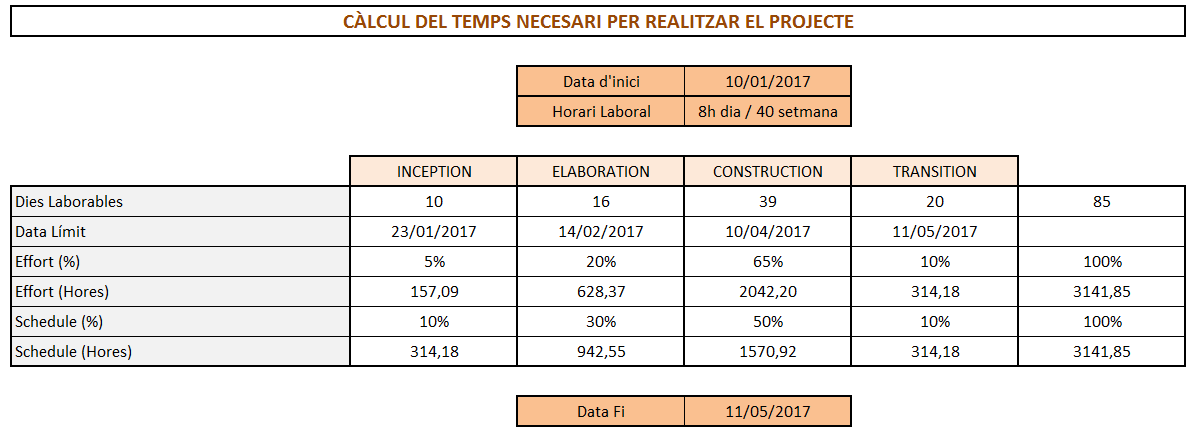 CÀLCUL DEL TEMPS NECESARI PER REALITZAR EL PROJECTE
Data d'inici 10/01/2017
Horari Laboral 8h dia / 40 setmana
INCEPTION ELABORATION CONSTRUCTION TRANSITION
Dies Laborables 10 16 39 20 85
Data Límit 23/01/2017 14/02/2017 10/04/2017 11/05/2017
Effort (%) 5% 20% 65% 10% 100%
Effort (Hores) 157,09 628,37 2042,20 314,18 3141,85
Schedule (%) 10% 30% 50% 10% 100%
Schedule (Hores) 314,18 942,55 1570,92 314,18 3141,85
Data Fi 11/05/2017